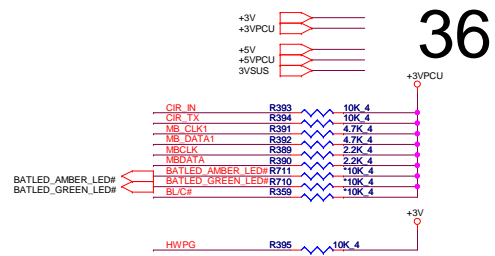 36
+3V
+3VPCU
+5V
+5VPCU
3VSUS
+3VPCU
CIR_IN R393 10K_4
CIR_TX R394 10K_4
MB_CLK1 R391 4.7K_4
MB_DATA1 R392 4.7K_4
MBCLK R389 2.2K_4
MBDATA R390 2.2K_4
BATLED_AMBER_LED# BATLED_AMBER_LED# R711 *10K_4
BATLED_GREEN_LED# BATLED_GREEN_LED# R710 *10K_4
BL/C# R359 *10K_4
+3V
HWPG R395 10K_4